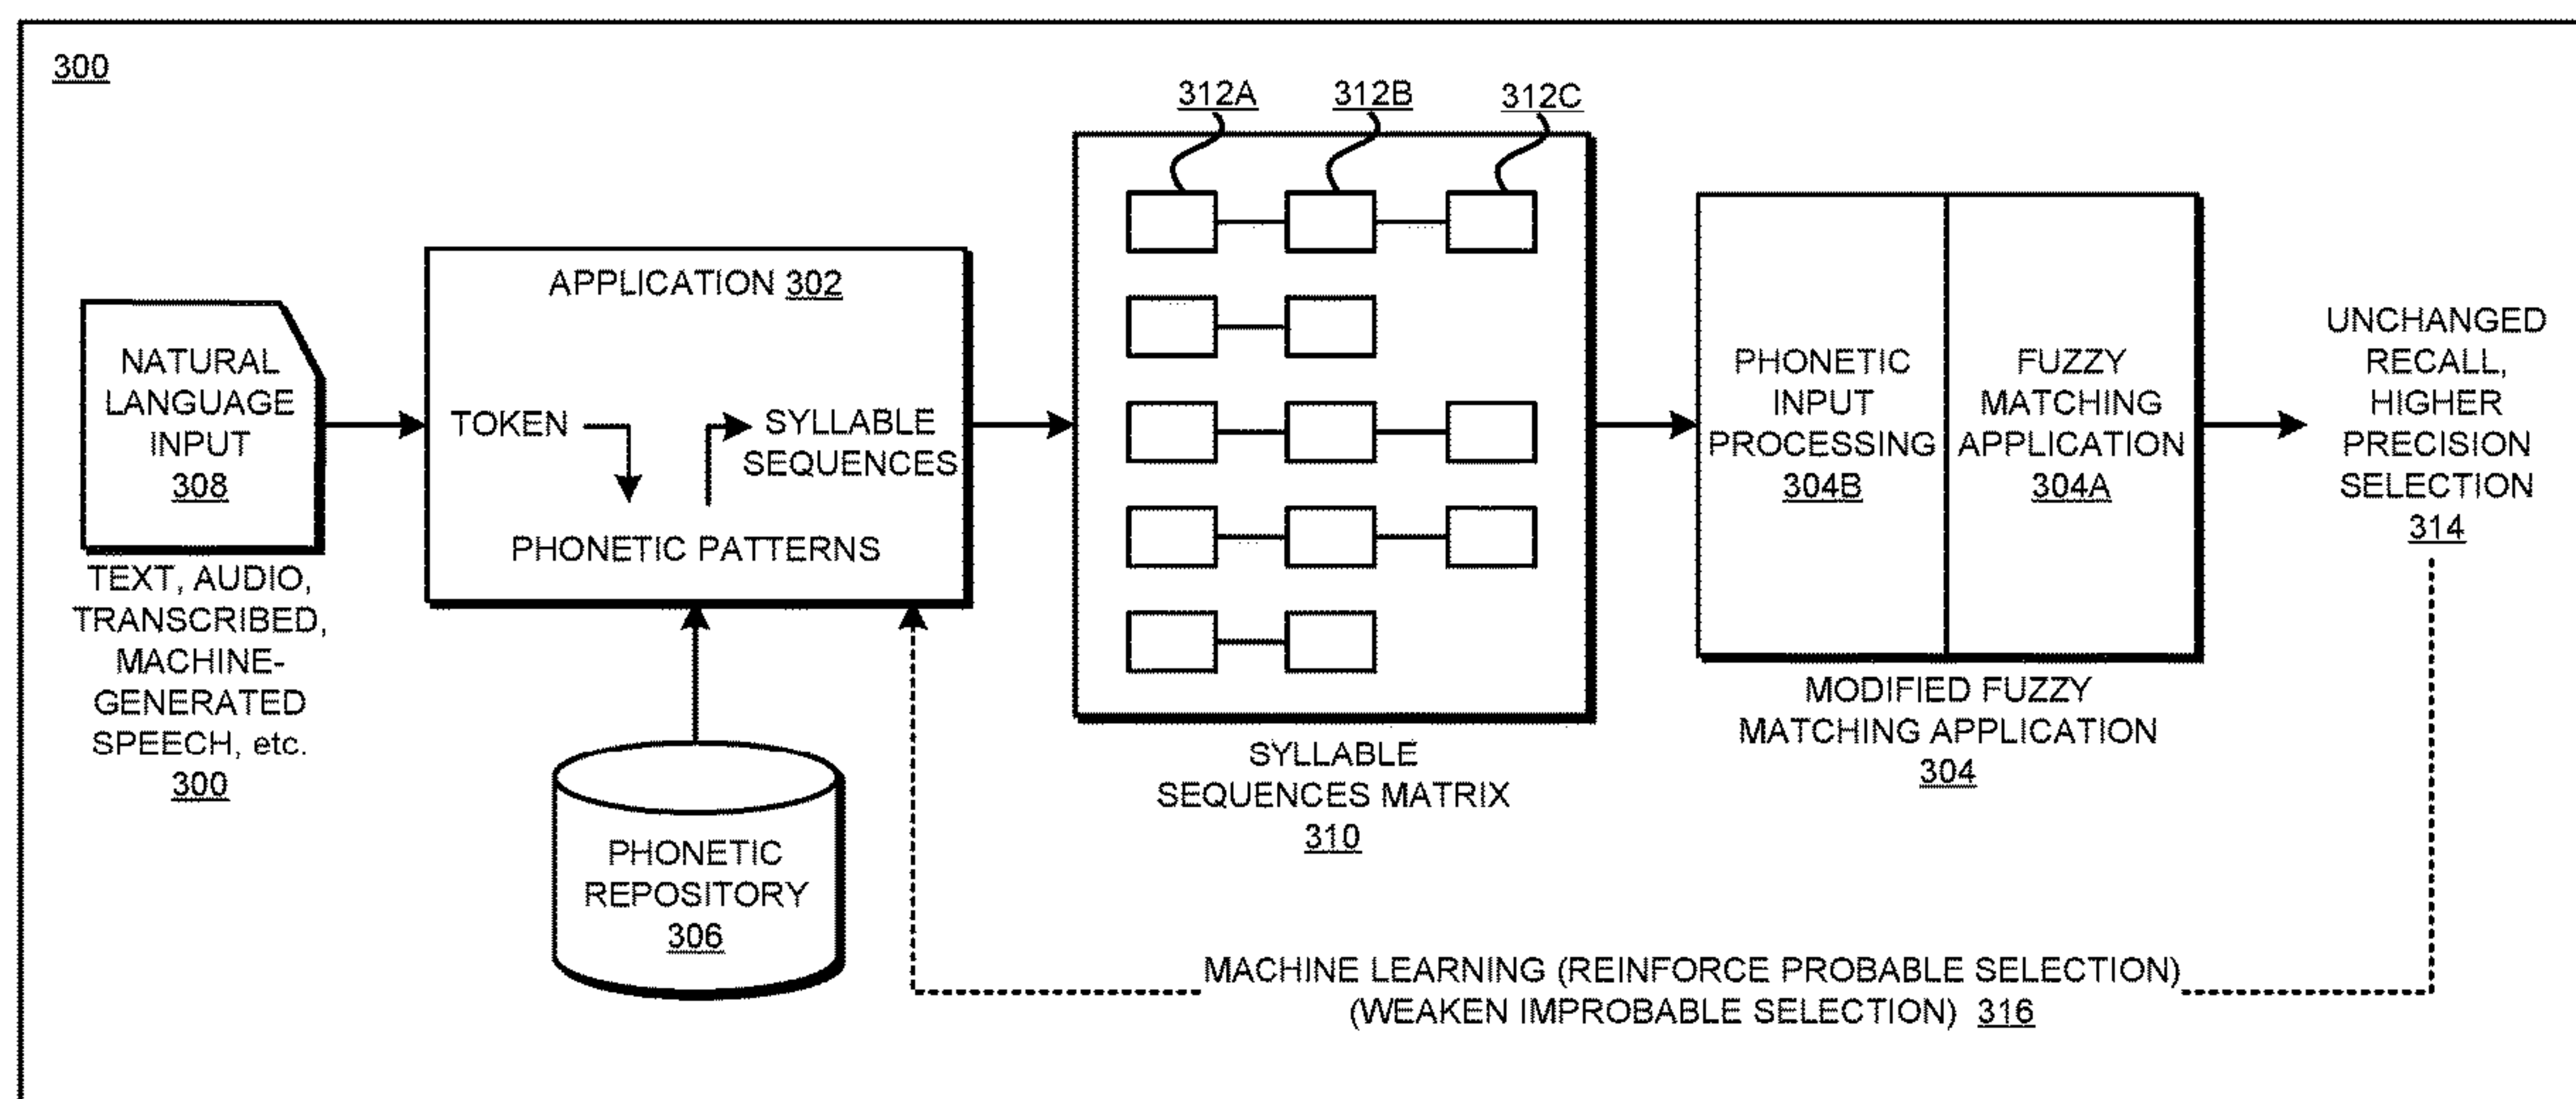 300
312A
312B
312C
NATURAL
LANGUAGE
INPUT
308
TEXT, AUDIO,
TRANSCRIBED,
MACHINE-
GENERATED
SPEECH, etc.
300
APPLICATION 302
TOKEN
SYLLABLE
SEQUENCES
PHONETIC PATTERNS
PHONETIC
REPOSITORY
306
SYLLABLE
SEQUENCES MATRIX
310
PHONETIC
INPUT
PROCESSING
304B
FUZZY
MATCHING
APPLICATION
304A
MODIFIED FUZZY
MATCHING APPLICATION
304
UNCHANGED
RECALL,
HIGHER
PRECISION
SELECTION
314
MACHINE LEARNING (REINFORCE PROBABLE SELECTION)
(WEAKEN IMPROBABLE SELECTION) 316